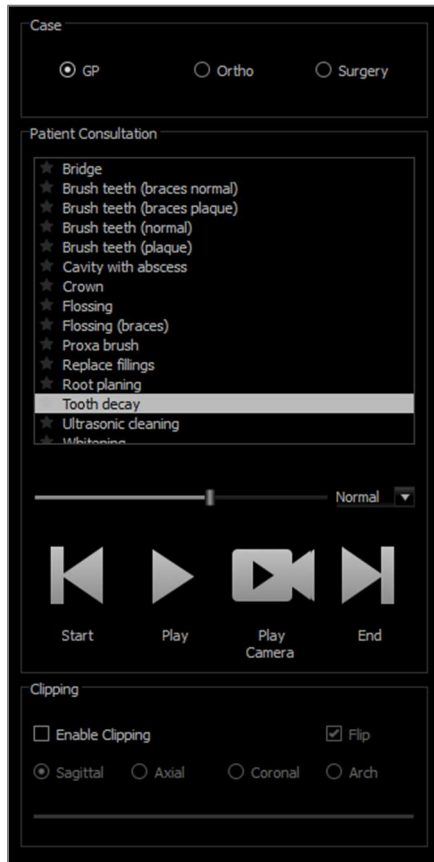 Case
GP Ortho Surgery
Patient Consultation
Bridge
Brush teeth (braces normal)
Brush teeth (braces plaque)
Brush teeth (normal)
Brush teeth (plaque)
Cavity with abscess
Crown
Flossing
Flossing (braces)
Proxa brush
Replace fillings
Root planing
Tooth decay
Ultrasonic cleaning
Whitening
Normal
Start Play Play Camera End
Clipping
Enable Clipping Flip
Sagittal Axial Coronal Arch